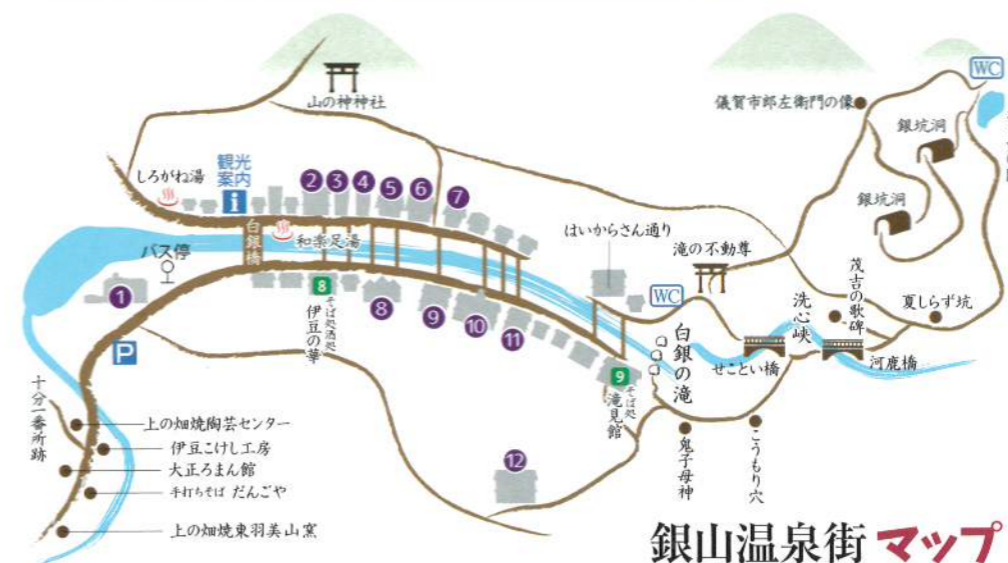 WC
山の神神社
儀賀市郎左衛門の像
銀坑洞
しろがね湯
観光
案内
i
2
3
4
5
6
7
銀坑洞
白銀橋
和楽足湯
はいからさん通り
バス停
滝の不動尊
茂吉の歌碑
1
8
そば処酒処
伊豆の華
8
9
10
11
WC
白銀の滝
洗心峡
夏しらず坑
せことい橋
河鹿橋
P
9
そば処
滝見館
十分一番所跡
上の畑焼陶芸センター
伊豆こけし工房
大正ろまん館
手打ちそば だんごや
上の畑焼東羽美山窯
12
鬼子母神
こうもり穴
銀山温泉街 マップ